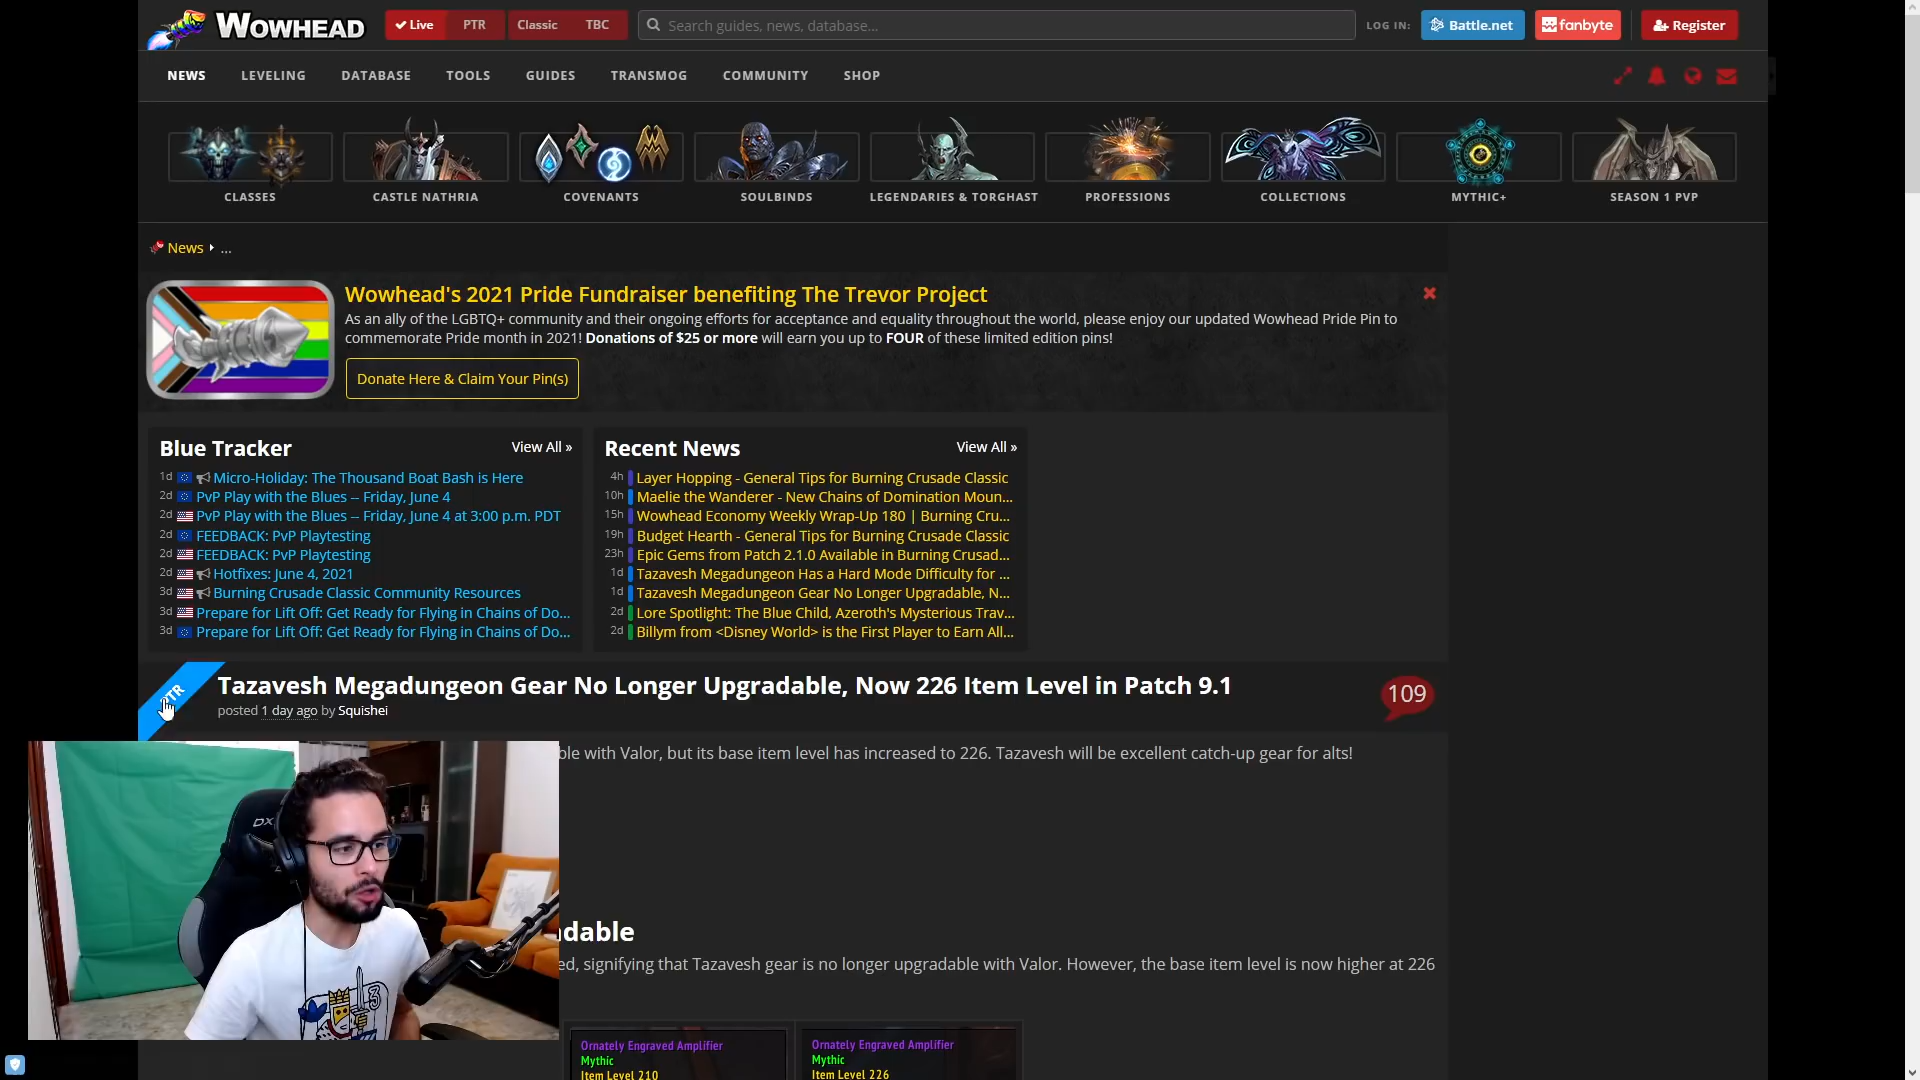 WOWHEAD
Live
PTR
Classic
TBC
Search guides, news, database...
LOG IN:
Battle.net
fanbyte
Register
NEWS
LEVELING
DATABASE
TOOLS
GUIDES
TRANSMOG
COMMUNITY
SHOP
CLASSES
CASTLE NATHRIA
COVENANTS
SOULBINDS
LEGENDARIES & TORGHAST
PROFESSIONS
COLLECTIONS
MYTHIC+
SEASON 1 PVP
News ...
Wowhead's 2021 Pride Fundraiser benefiting The Trevor Project
As an ally of the LGBTQ+ community and their ongoing efforts for acceptance and equality throughout the world, please enjoy our updated Wowhead Pride Pin to
commemorate Pride month in 2021! Donations of $25 or more will earn you up to FOUR of these limited edition pins!
Donate Here & Claim Your Pin(s)
Blue Tracker
View All »
1d Micro-Holiday: The Thousand Boat Bash is Here
2d PvP Play with the Blues -- Friday, June 4
2d PvP Play with the Blues -- Friday, June 4 at 3:00 p.m. PDT
2d FEEDBACK: PvP Playtesting
2d FEEDBACK: PvP Playtesting
2d Hotfixes: June 4, 2021
3d Burning Crusade Classic Community Resources
3d Prepare for Lift Off: Get Ready for Flying in Chains of Do...
3d Prepare for Lift Off: Get Ready for Flying in Chains of Do...
Recent News
View All »
4h Layer Hopping - General Tips for Burning Crusade Classic
10h Maelie the Wanderer - New Chains of Domination Moun...
15h Wowhead Economy Weekly Wrap-Up 180 | Burning Cru...
19h Budget Hearth - General Tips for Burning Crusade Classic
23h Epic Gems from Patch 2.1.0 Available in Burning Crusad...
1d Tazavesh Megadungeon Has a Hard Mode Difficulty for ...
1d Tazavesh Megadungeon Gear No Longer Upgradable, N...
2d Lore Spotlight: The Blue Child, Azeroth's Mysterious Trav...
2d Billym from <Disney World> is the First Player to Earn All...
PTR
Tazavesh Megadungeon Gear No Longer Upgradable, Now 226 Item Level in Patch 9.1
posted 1 day ago by Squishei
109
ble with Valor, but its base item level has increased to 226. Tazavesh will be excellent catch-up gear for alts!
DX
dable
ed, signifying that Tazavesh gear is no longer upgradable with Valor. However, the base item level is now higher at 226
Ornately Engraved Amplifier
Mythic
Item Level 210
Ornately Engraved Amplifier
Mythic
Item Level 226